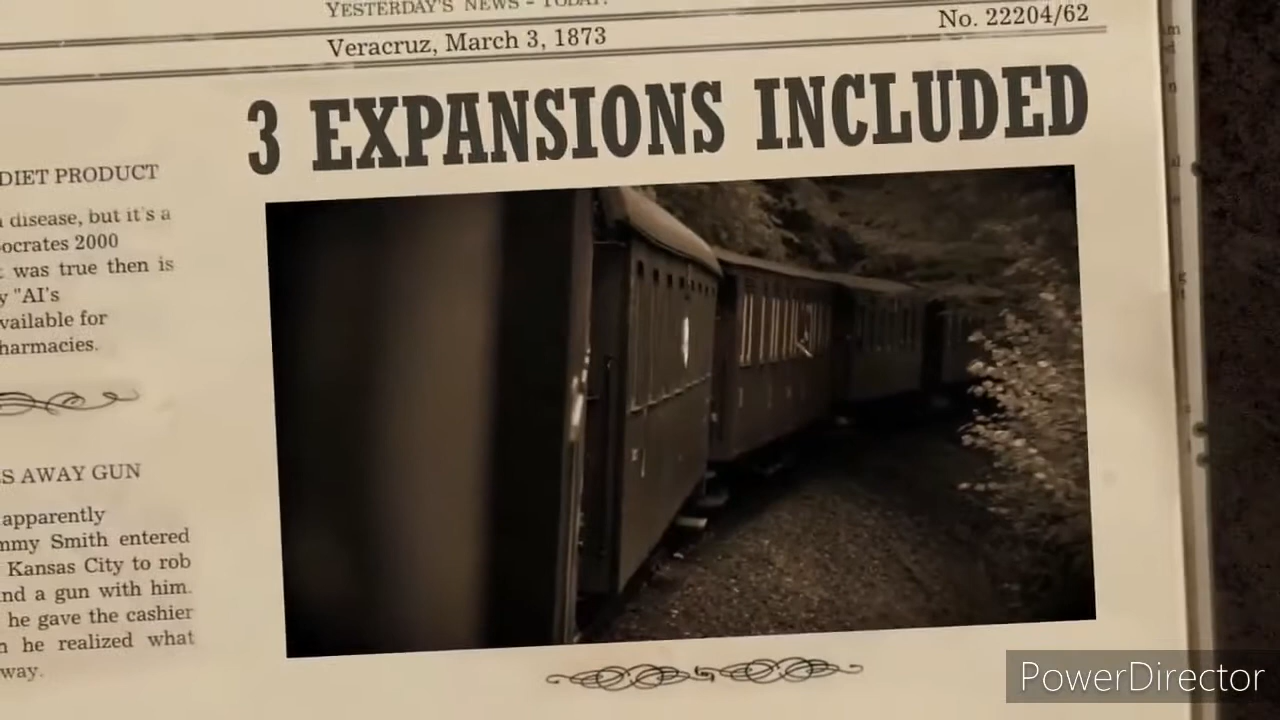 YESTERDAY'S NEWS - TODAY!
Veracruz, March 3, 1873
No. 22204/62
3 EXPANSIONS INCLUDED
DIET PRODUCT
disease, but it's a
ocrates 2000
was true then is
y "AI's
vailable for
harmacies.
S AWAY GUN
apparently
mmy Smith entered
Kansas City to rob
nd a gun with him.
he gave the cashier
he realized what
way.
PowerDirector